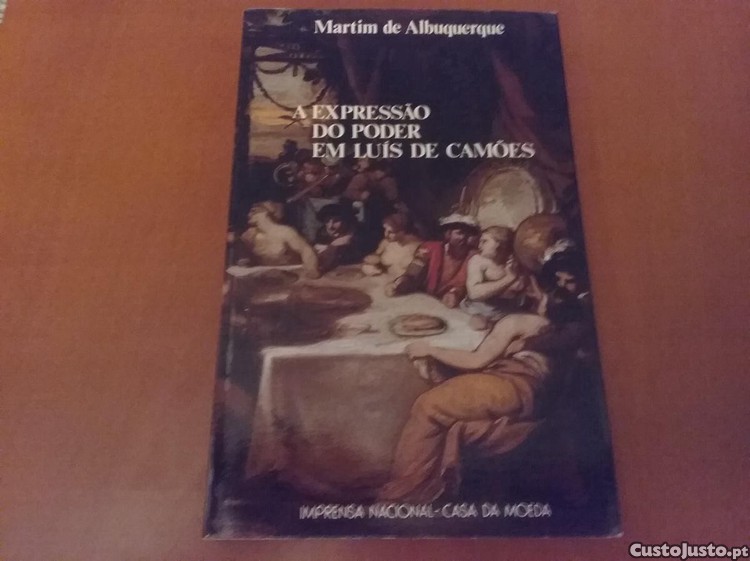 Martim de Albuquerque
A EXPRESSÃO
DO PODER
EM LUÍS DE CAMÕES
IMPRENSA NACIONAL-CASA DA MOEDA
CustoJusto.pt